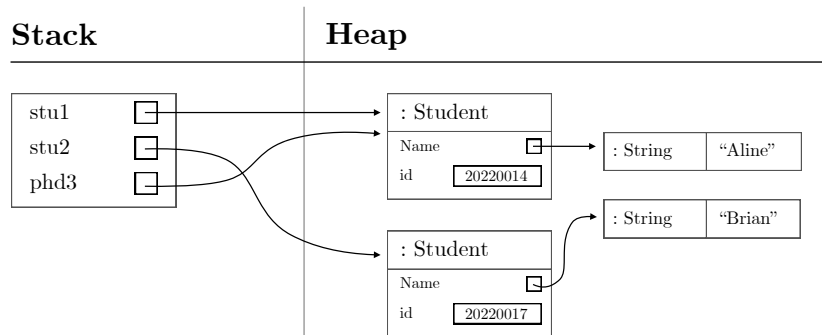 Stack
Heap
stu1
stu2
phd3
: Student
Name
id 20220014
: String “Aline”
: String “Brian”
: Student
Name
id 20220017